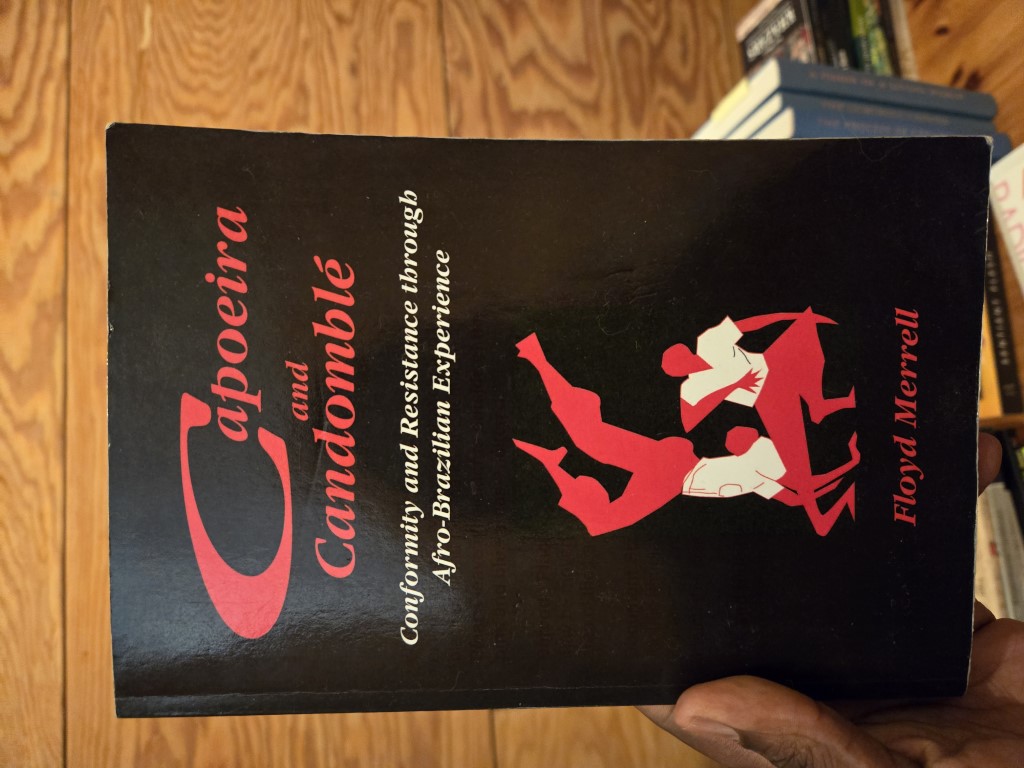 Capoeira
and
Candomblé
Conformity and Resistance through
Afro-Brazilian Experience
Floyd Merrell